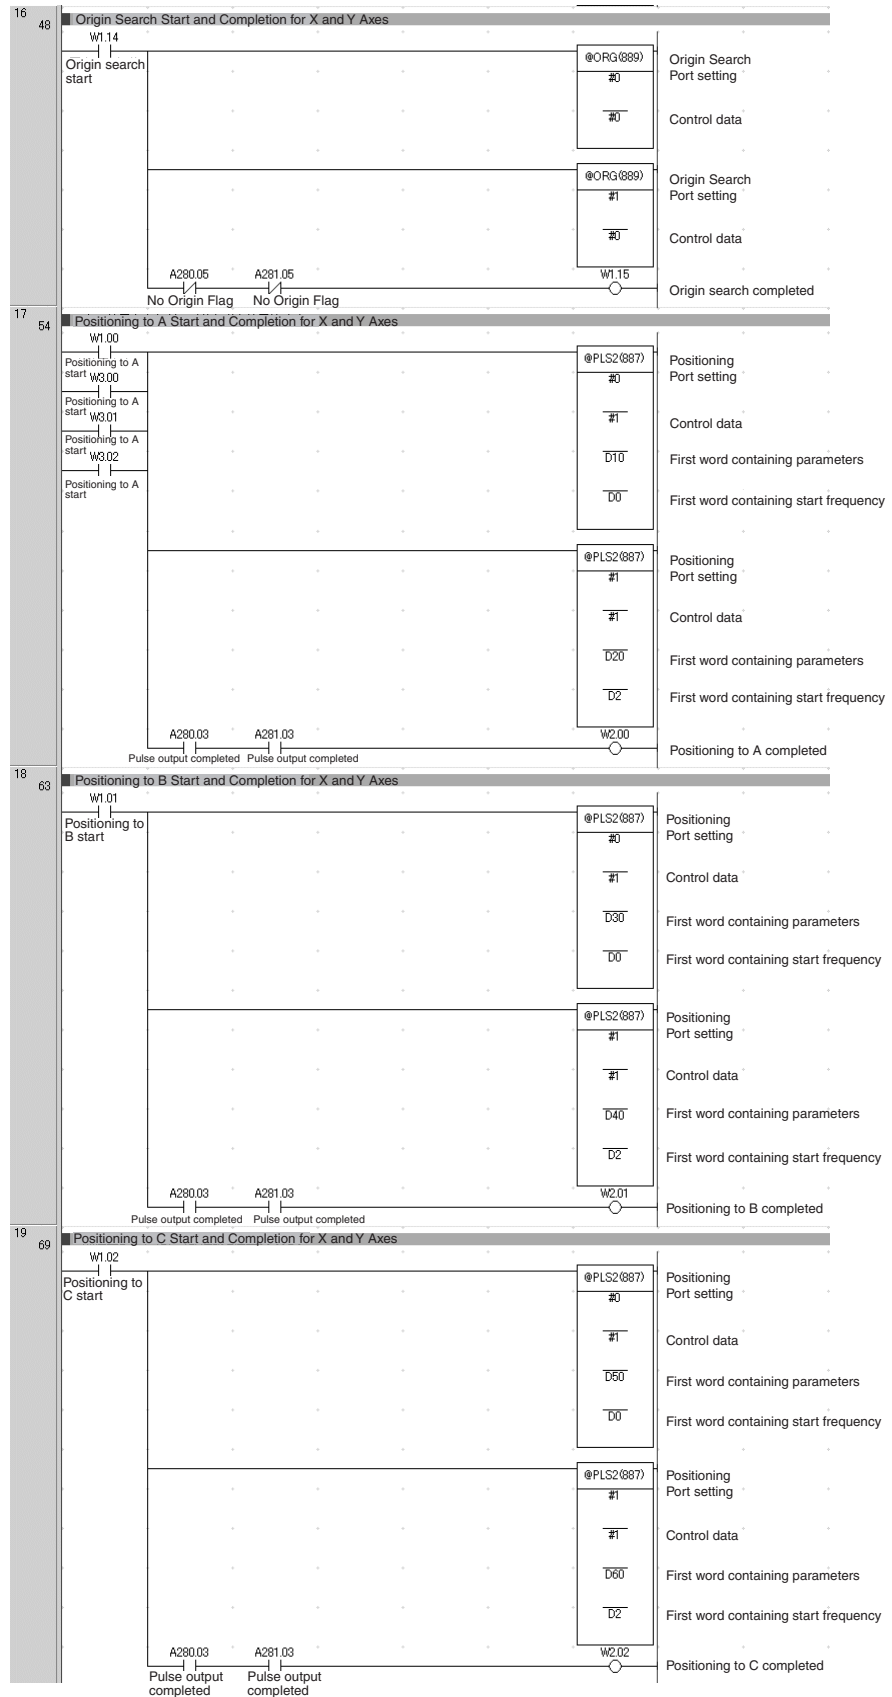 16
48
Origin Search Start and Completion for X and Y Axes
W1.14
Origin search
start
@ORG(889)
#0
#0
Origin Search
Port setting
Control data
@ORG(889)
#1
#0
Origin Search
Port setting
Control data
A280.05
A281.05
W1.15
No Origin Flag
No Origin Flag
Origin search completed
17
54
Positioning to A Start and Completion for X and Y Axes
W1.00
Positioning to A
start
W3.00
Positioning to A
start
W3.01
Positioning to A
start
W3.02
Positioning to A
start
@PLS2(887)
#0
#1
D10
D0
Positioning
Port setting
Control data
First word containing parameters
First word containing start frequency
@PLS2(887)
#1
#1
D20
D2
Positioning
Port setting
Control data
First word containing parameters
First word containing start frequency
A280.03
A281.03
W2.00
Pulse output completed
Pulse output completed
Positioning to A completed
18
63
Positioning to B Start and Completion for X and Y Axes
W1.01
Positioning to
B start
@PLS2(887)
#0
#1
D30
D0
Positioning
Port setting
Control data
First word containing parameters
First word containing start frequency
@PLS2(887)
#1
#1
D40
D2
Positioning
Port setting
Control data
First word containing parameters
First word containing start frequency
A280.03
A281.03
W2.01
Pulse output completed
Pulse output completed
Positioning to B completed
19
69
Positioning to C Start and Completion for X and Y Axes
W1.02
Positioning to
C start
@PLS2(887)
#0
#1
D50
D0
Positioning
Port setting
Control data
First word containing parameters
First word containing start frequency
@PLS2(887)
#1
#1
D60
D2
Positioning
Port setting
Control data
First word containing parameters
First word containing start frequency
A280.03
A281.03
W2.02
Pulse output
completed
Pulse output
completed
Positioning to C completed